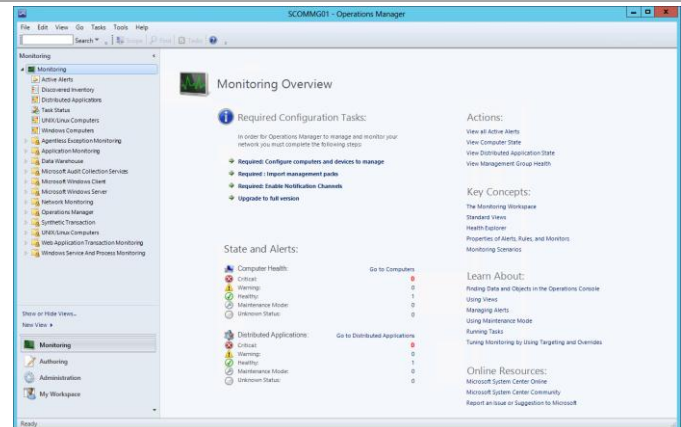 SCOMMG01 - Operations Manager
File Edit View Go Tasks Tools Help
Search Scope Find Tasks
Monitoring
Monitoring
Active Alerts
Discovered Inventory
Distributed Applications
Task Status
UNIX/Linux Computers
Windows Computers
Agentless Exception Monitoring
Application Monitoring
Data Warehouse
Microsoft Audit Collection Services
Microsoft Windows Client
Microsoft Windows Server
Network Monitoring
Operations Manager
Synthetic Transaction
UNIX/Linux Computers
Web Application Transaction Monitoring
Windows Service And Process Monitoring
Show or Hide Views...
New View
Monitoring
Authoring
Administration
My Workspace
Ready
Monitoring Overview
Required Configuration Tasks:
In order for Operations Manager to manage and monitor your
network you must complete the following steps:
Required: Configure computers and devices to manage
Required: Import management packs
Required: Enable Notification Channels
Upgrade to full version
State and Alerts:
Computer Health: Go to Computers
Critical: 0
Warning: 0
Healthy: 1
Maintenance Mode: 0
Unknown Status: 0
Distributed Applications: Go to Distributed Applications
Critical: 0
Warning: 0
Healthy: 1
Maintenance Mode: 0
Unknown Status: 0
Actions:
View all Active Alerts
View Computer State
View Distributed Application State
View Management Group Health
Key Concepts:
The Monitoring Workspace
Standard Views
Health Explorer
Properties of Alerts, Rules, and Monitors
Monitoring Scenarios
Learn About:
Finding Data and Objects in the Operations Console
Using Views
Managing Alerts
Using Maintenance Mode
Running Tasks
Tuning Monitoring by Using Targeting and Overrides
Online Resources:
Microsoft System Center Online
Microsoft System Center Community
Report an Issue or Suggestion to Microsoft